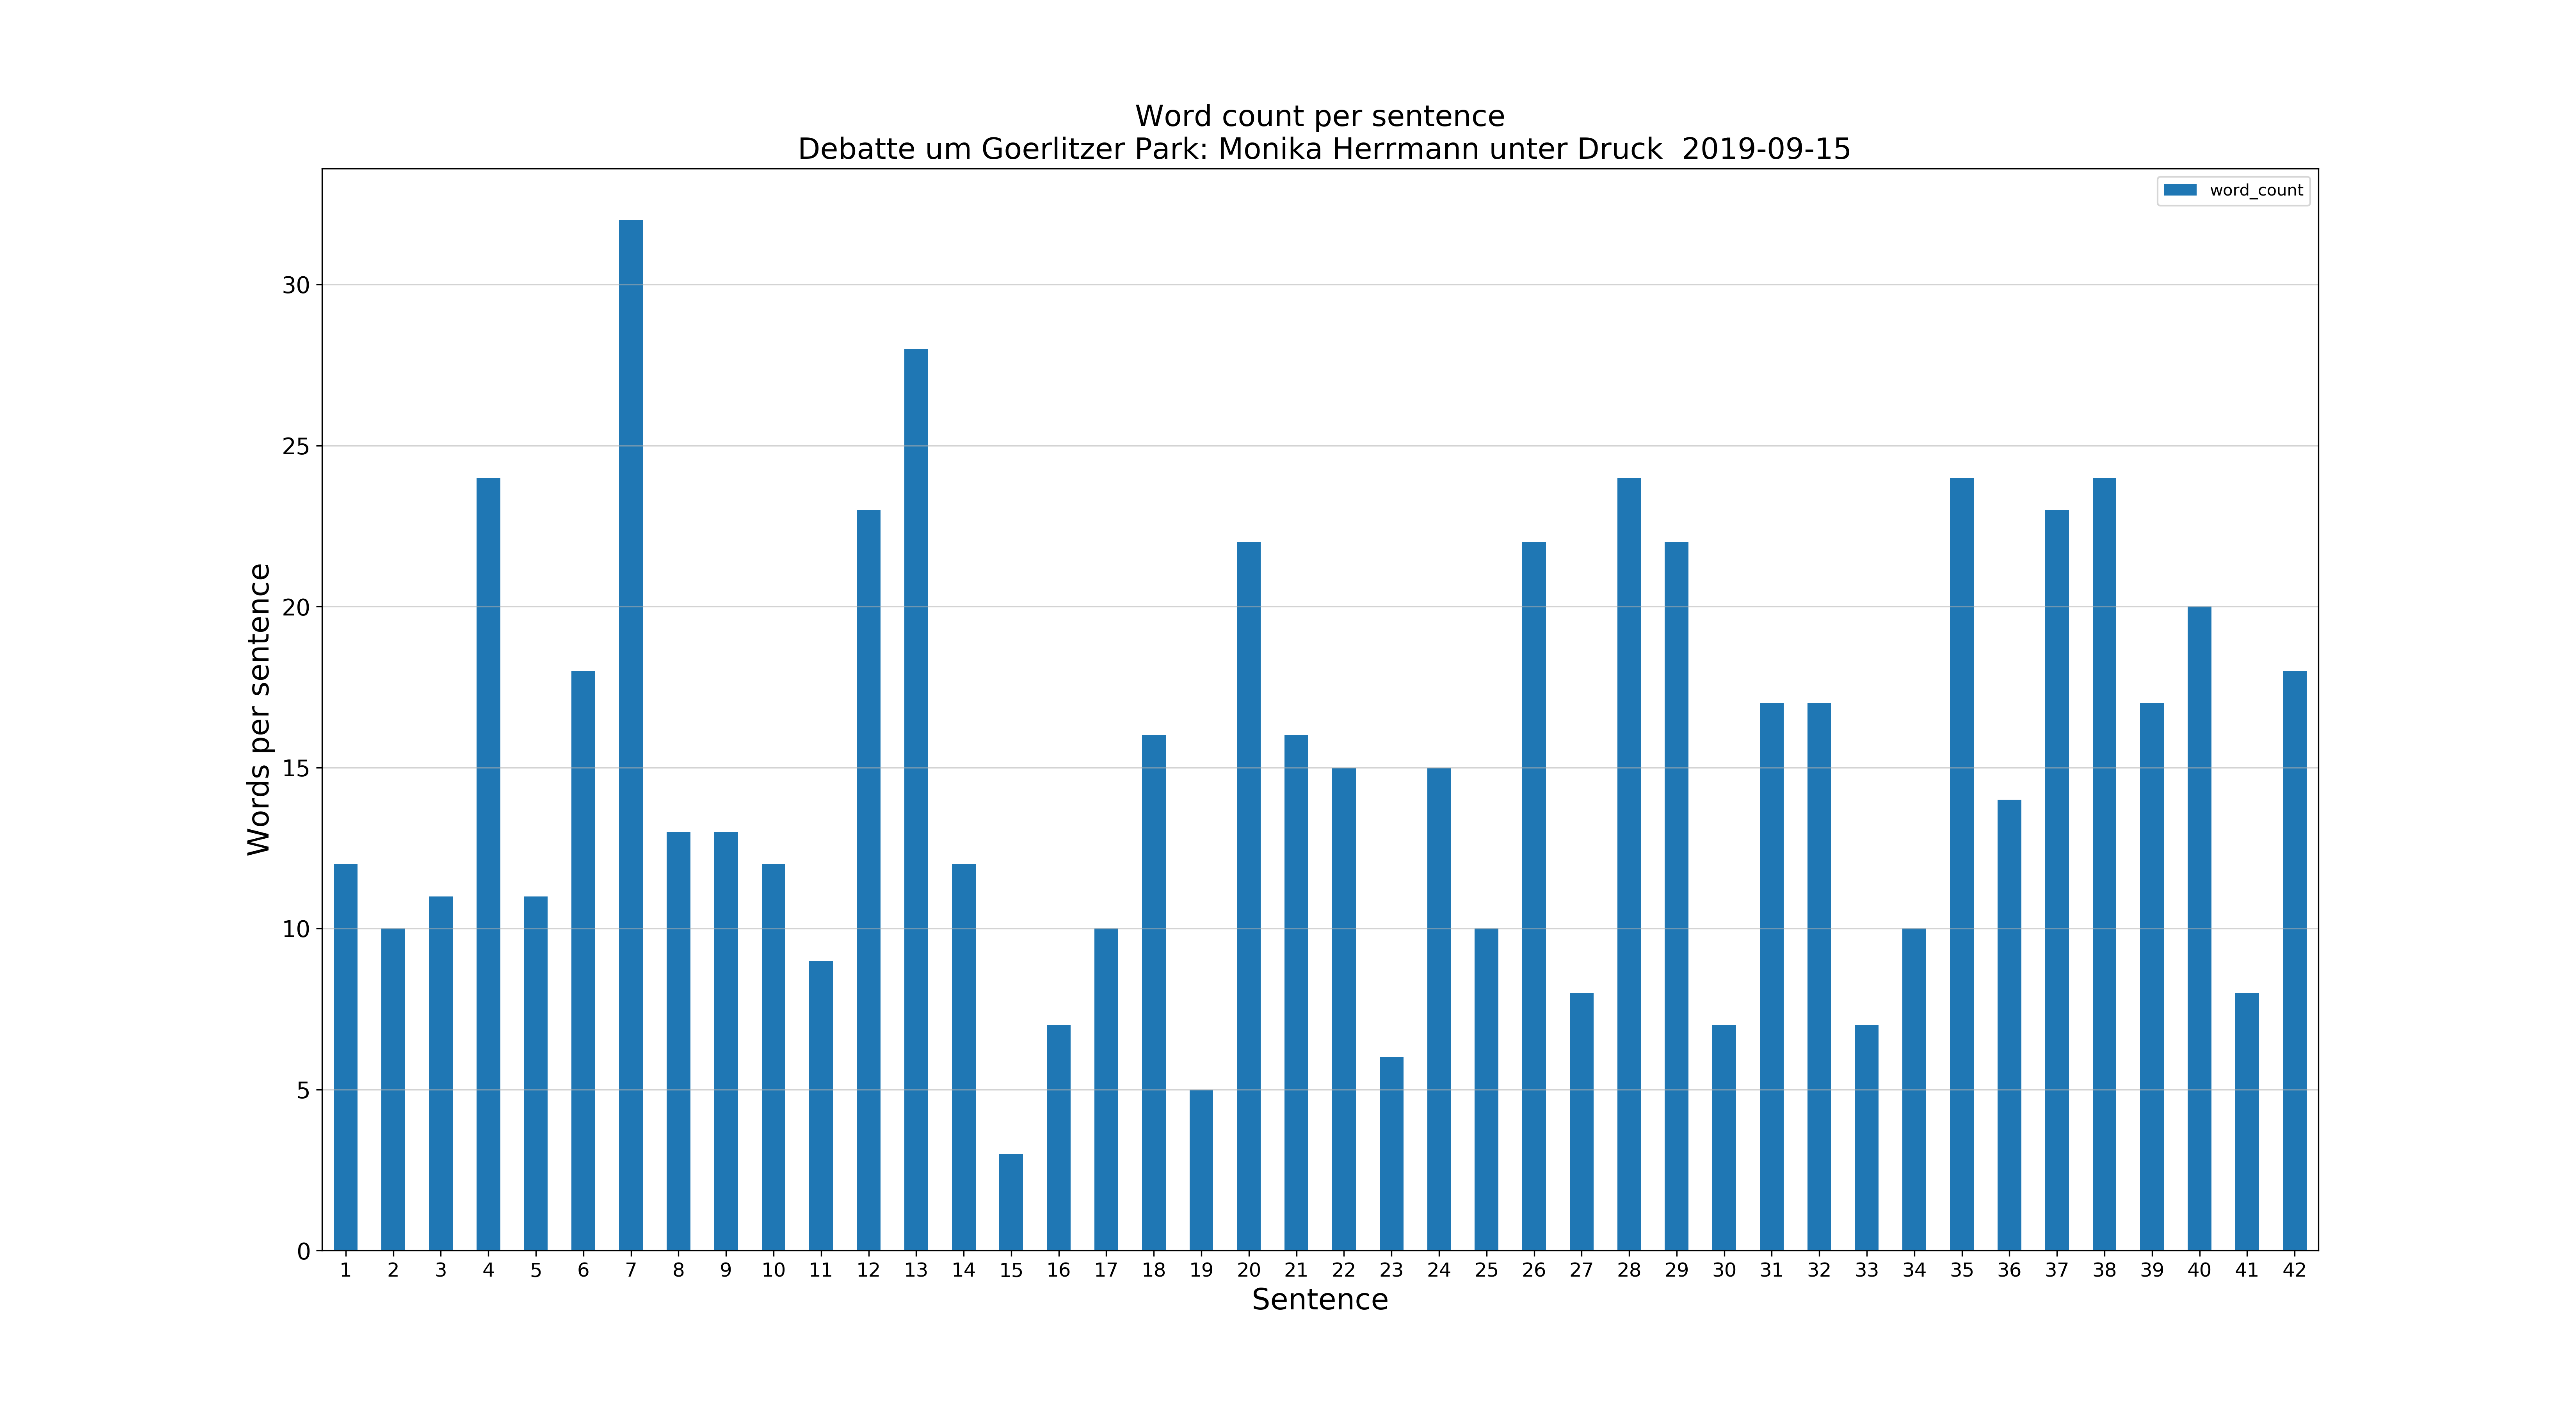 Word count per sentence
Debatte um Goerlitzer Park: Monika Herrmann unter Druck  2019-09-15
word_count
30
25
20
15
10
5
0
Words per sentence
1 2 3 4 5 6 7 8 9 10 11 12 13 14 15 16 17 18 19 20 21 22 23 24 25 26 27 28 29 30 31 32 33 34 35 36 37 38 39 40 41 42
Sentence